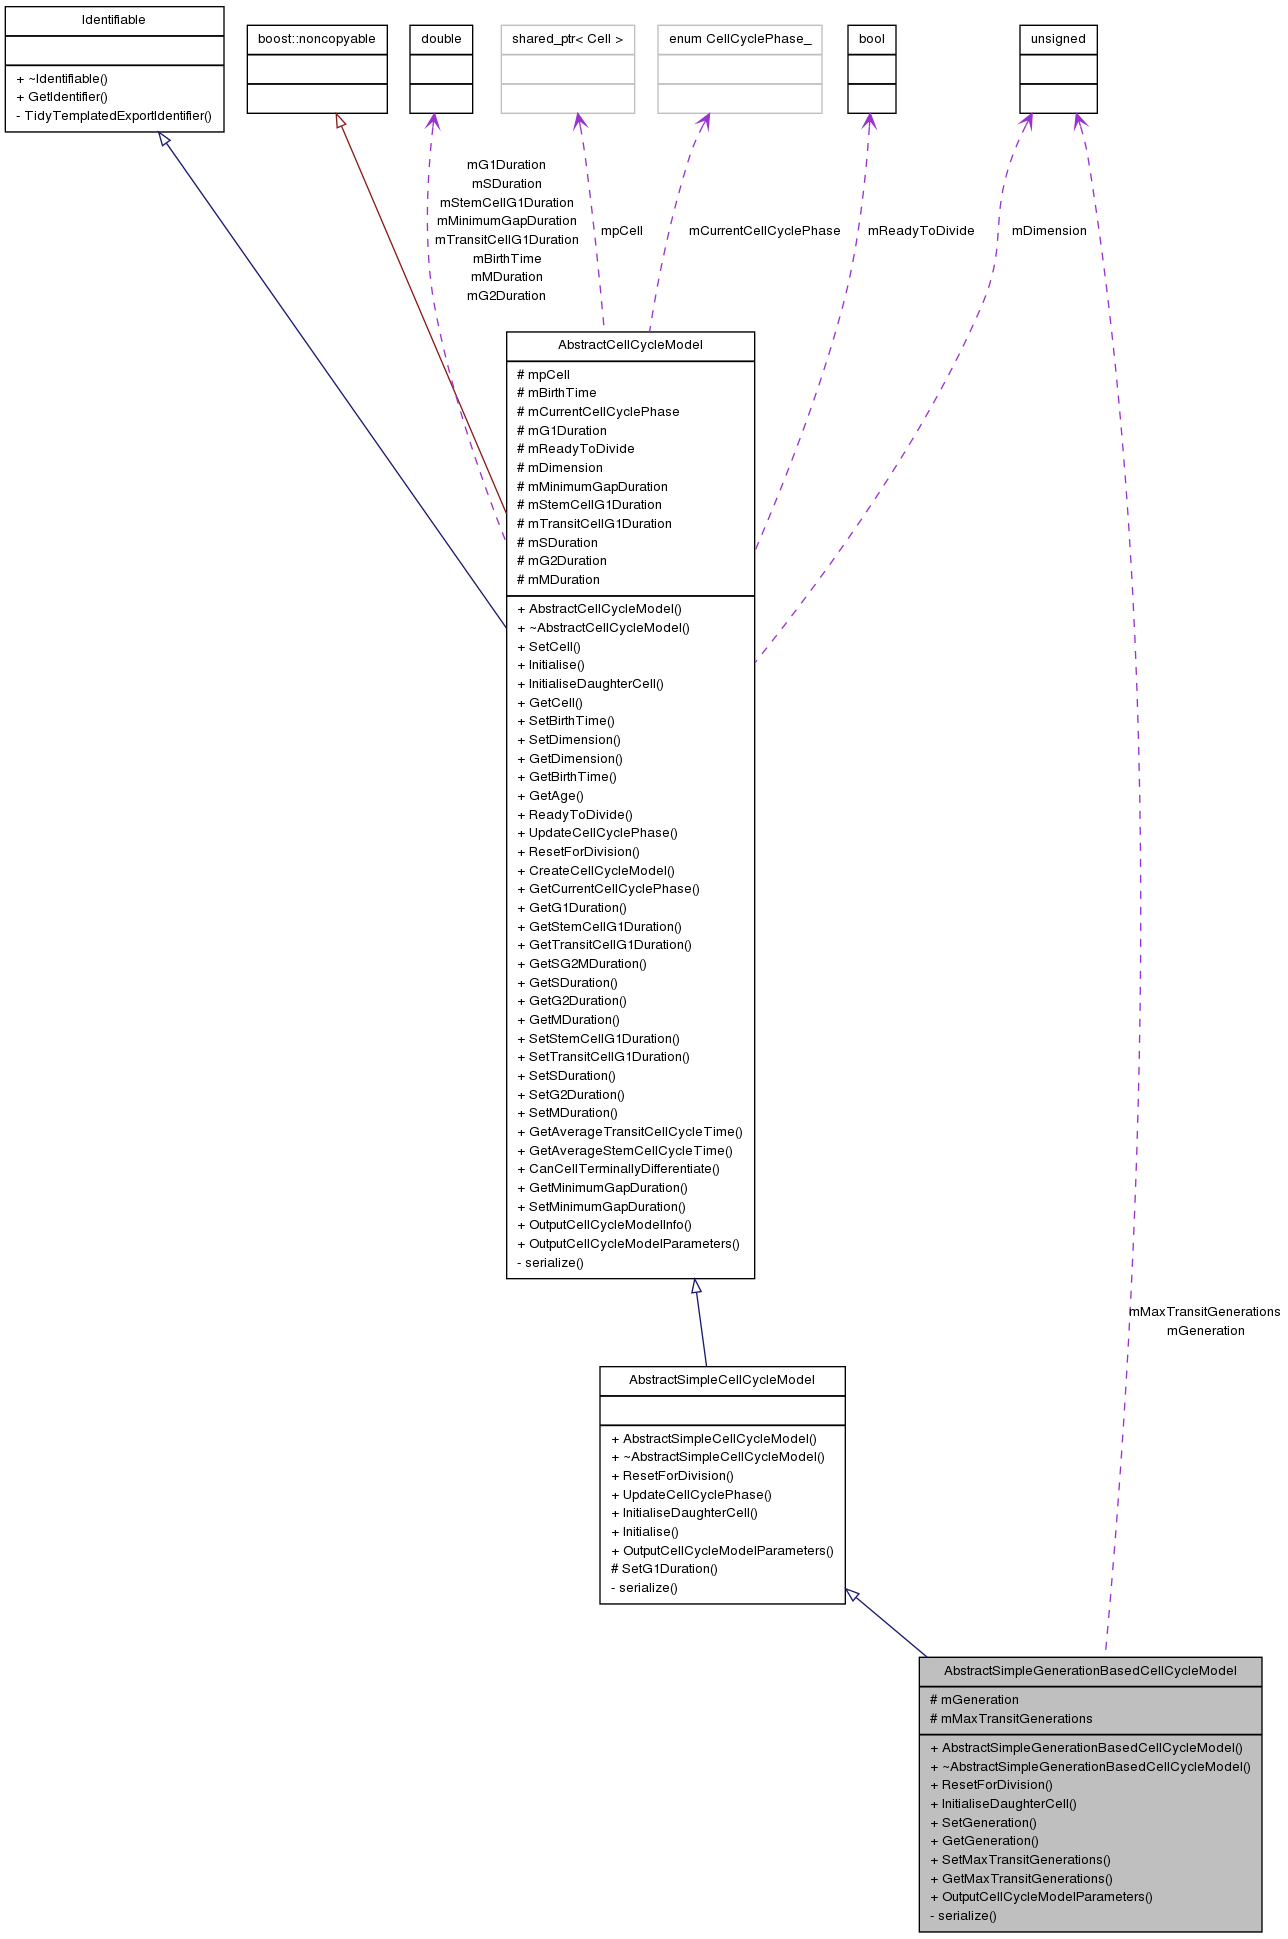 Identifiable
+ ~Identifiable()
+ GetIdentifier()
- TidyTemplatedExportIdentifier()
boost::noncopyable
double
shared_ptr< Cell >
enum CellCyclePhase_
bool
unsigned
mG1Duration
mSDuration
mStemCellG1Duration
mMinimumGapDuration
mTransitCellG1Duration
mBirthTime
mMDuration
mG2Duration
mpCell
mCurrentCellCyclePhase
mReadyToDivide
mDimension
AbstractCellCycleModel
# mpCell
# mBirthTime
# mCurrentCellCyclePhase
# mG1Duration
# mReadyToDivide
# mDimension
# mMinimumGapDuration
# mStemCellG1Duration
# mTransitCellG1Duration
# mSDuration
# mG2Duration
# mMDuration
+ AbstractCellCycleModel()
+ ~AbstractCellCycleModel()
+ SetCell()
+ Initialise()
+ InitialiseDaughterCell()
+ GetCell()
+ SetBirthTime()
+ SetDimension()
+ GetDimension()
+ GetBirthTime()
+ GetAge()
+ ReadyToDivide()
+ UpdateCellCyclePhase()
+ ResetForDivision()
+ CreateCellCycleModel()
+ GetCurrentCellCyclePhase()
+ GetG1Duration()
+ GetStemCellG1Duration()
+ GetTransitCellG1Duration()
+ GetSG2MDuration()
+ GetSDuration()
+ GetG2Duration()
+ GetMDuration()
+ SetStemCellG1Duration()
+ SetTransitCellG1Duration()
+ SetSDuration()
+ SetG2Duration()
+ SetMDuration()
+ GetAverageTransitCellCycleTime()
+ GetAverageStemCellCycleTime()
+ CanCellTerminallyDifferentiate()
+ GetMinimumGapDuration()
+ SetMinimumGapDuration()
+ OutputCellCycleModelInfo()
+ OutputCellCycleModelParameters()
- serialize()
mMaxTransitGenerations
mGeneration
AbstractSimpleCellCycleModel
+ AbstractSimpleCellCycleModel()
+ ~AbstractSimpleCellCycleModel()
+ ResetForDivision()
+ UpdateCellCyclePhase()
+ InitialiseDaughterCell()
+ Initialise()
+ OutputCellCycleModelParameters()
# SetG1Duration()
- serialize()
AbstractSimpleGenerationBasedCellCycleModel
# mGeneration
# mMaxTransitGenerations
+ AbstractSimpleGenerationBasedCellCycleModel()
+ ~AbstractSimpleGenerationBasedCellCycleModel()
+ ResetForDivision()
+ InitialiseDaughterCell()
+ SetGeneration()
+ GetGeneration()
+ SetMaxTransitGenerations()
+ GetMaxTransitGenerations()
+ OutputCellCycleModelParameters()
- serialize()